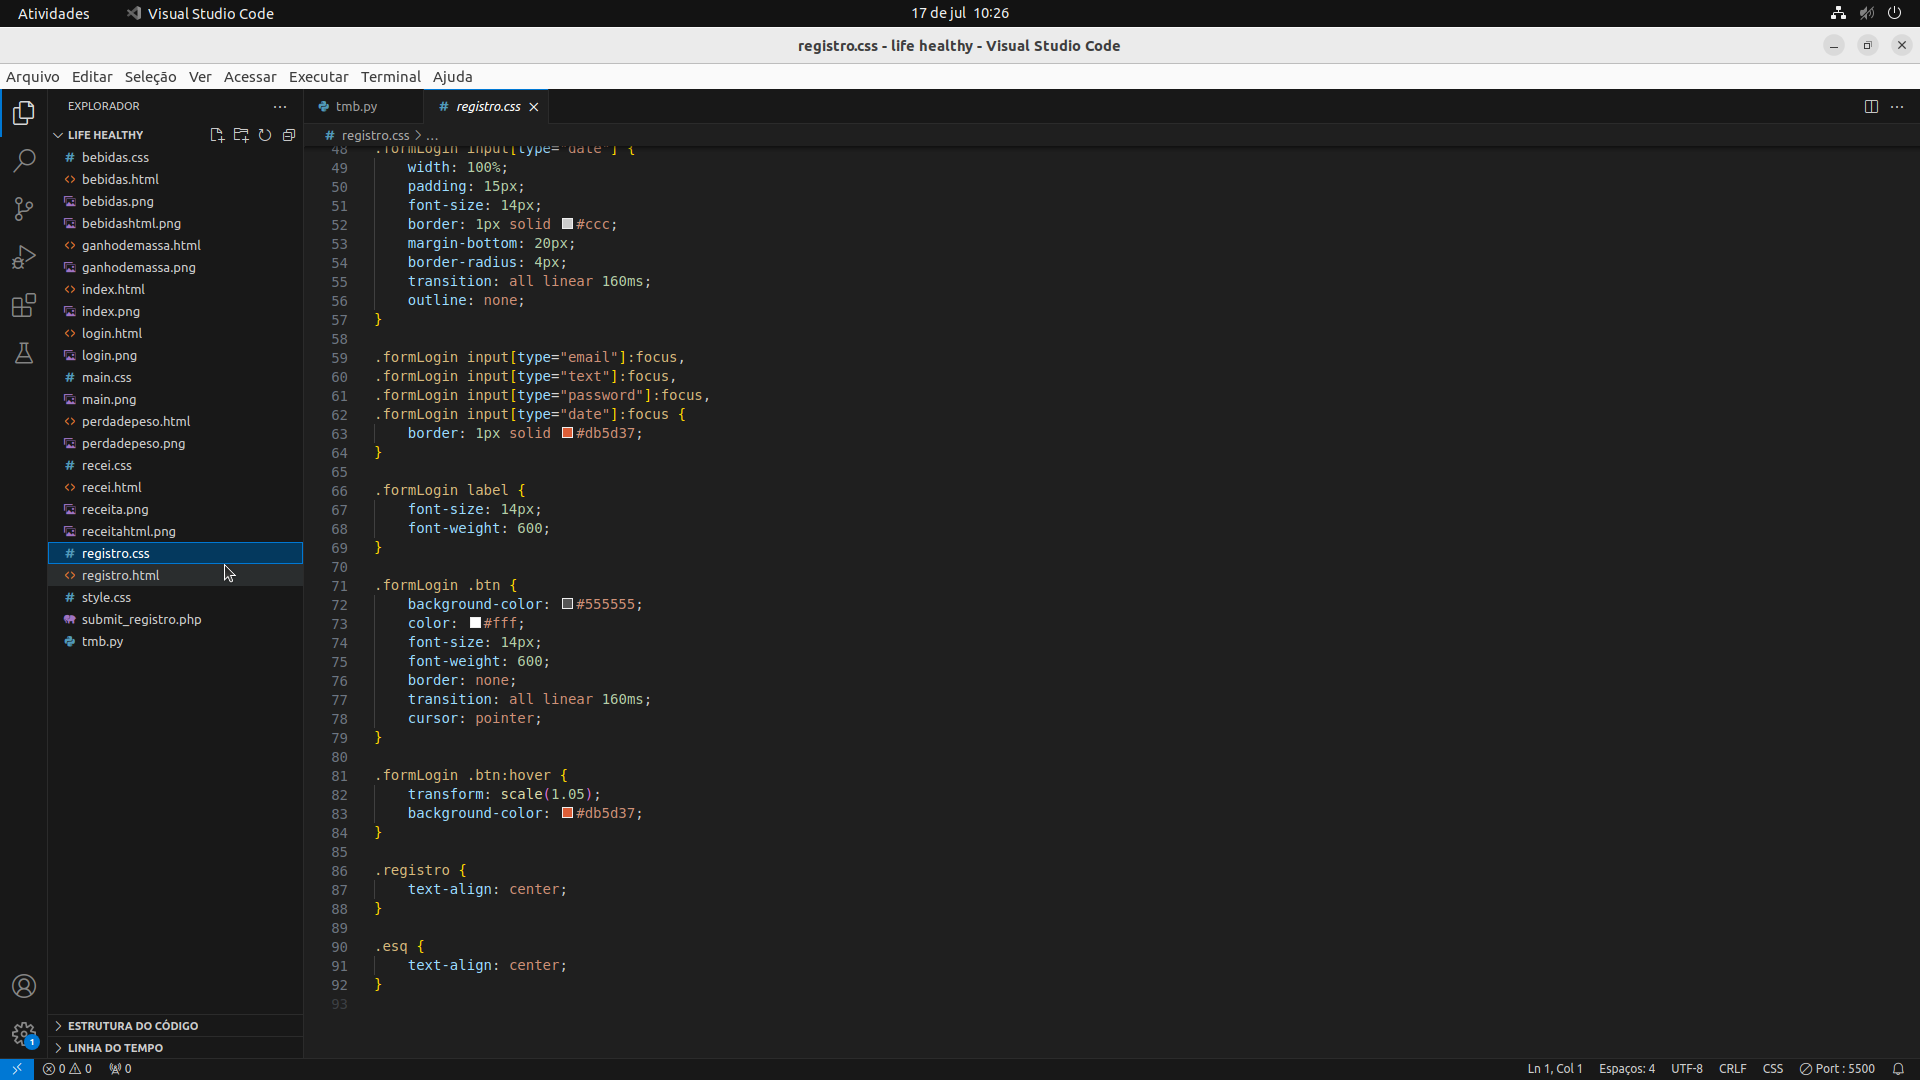 Atividades
Visual Studio Code
17 de jul 10:26
registro.css - life healthy - Visual Studio Code
Arquivo Editar Seleção Ver Acessar Executar Terminal Ajuda
EXPLORADOR
LIFE HEALTHY
bebidas.css
bebidas.html
bebidas.png
bebidashtml.png
ganhodemassa.html
ganhodemassa.png
index.html
index.png
login.html
login.png
main.css
main.png
perdadepeso.html
perdadepeso.png
recei.css
recei.html
receita.png
receitahtml.png
registro.css
registro.html
style.css
submit_registro.php
tmb.py
ESTRUTURA DO CÓDIGO
LINHA DO TEMPO
tmb.py
registro.css
registro.css > ...
48 .formLogin input[type="date"] {
49 width: 100%;
50 padding: 15px;
51 font-size: 14px;
52 border: 1px solid #ccc;
53 margin-bottom: 20px;
54 border-radius: 4px;
55 transition: all linear 160ms;
56 outline: none;
57 }
58
59 .formLogin input[type="email"]:focus,
60 .formLogin input[type="text"]:focus,
61 .formLogin input[type="password"]:focus,
62 .formLogin input[type="date"]:focus {
63 border: 1px solid #db5d37;
64 }
65
66 .formLogin label {
67 font-size: 14px;
68 font-weight: 600;
69 }
70
71 .formLogin .btn {
72 background-color: #555555;
73 color: #fff;
74 font-size: 14px;
75 font-weight: 600;
76 border: none;
77 transition: all linear 160ms;
78 cursor: pointer;
79 }
80
81 .formLogin .btn:hover {
82 transform: scale(1.05);
83 background-color: #db5d37;
84 }
85
86 .registro {
87 text-align: center;
88 }
89
90 .esq {
91 text-align: center;
92 }
93
1
0 0 0
Ln 1, Col 1 Espaços: 4 UTF-8 CRLF CSS Port : 5500